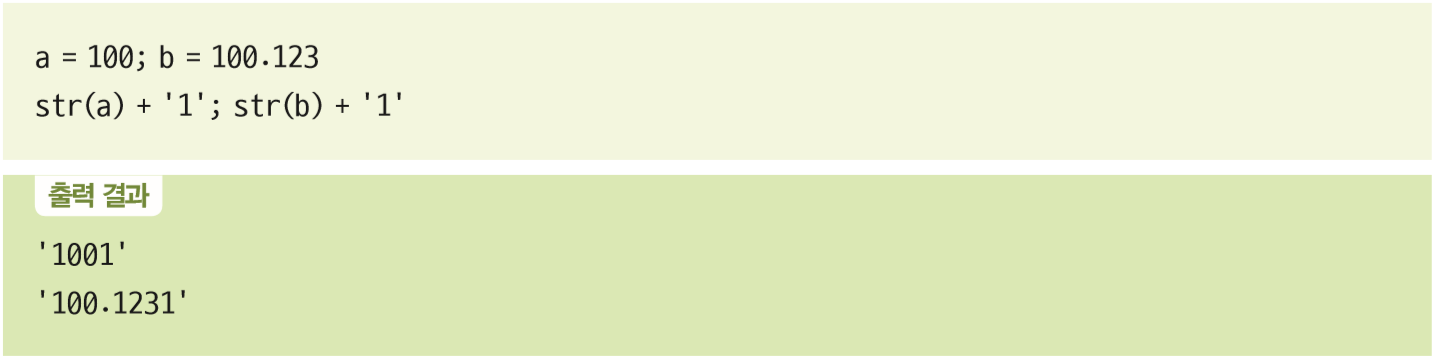 a = 100; b = 100.123
str(a) + '1'; str(b) + '1'
출력 결과
'1001'
'100.1231'